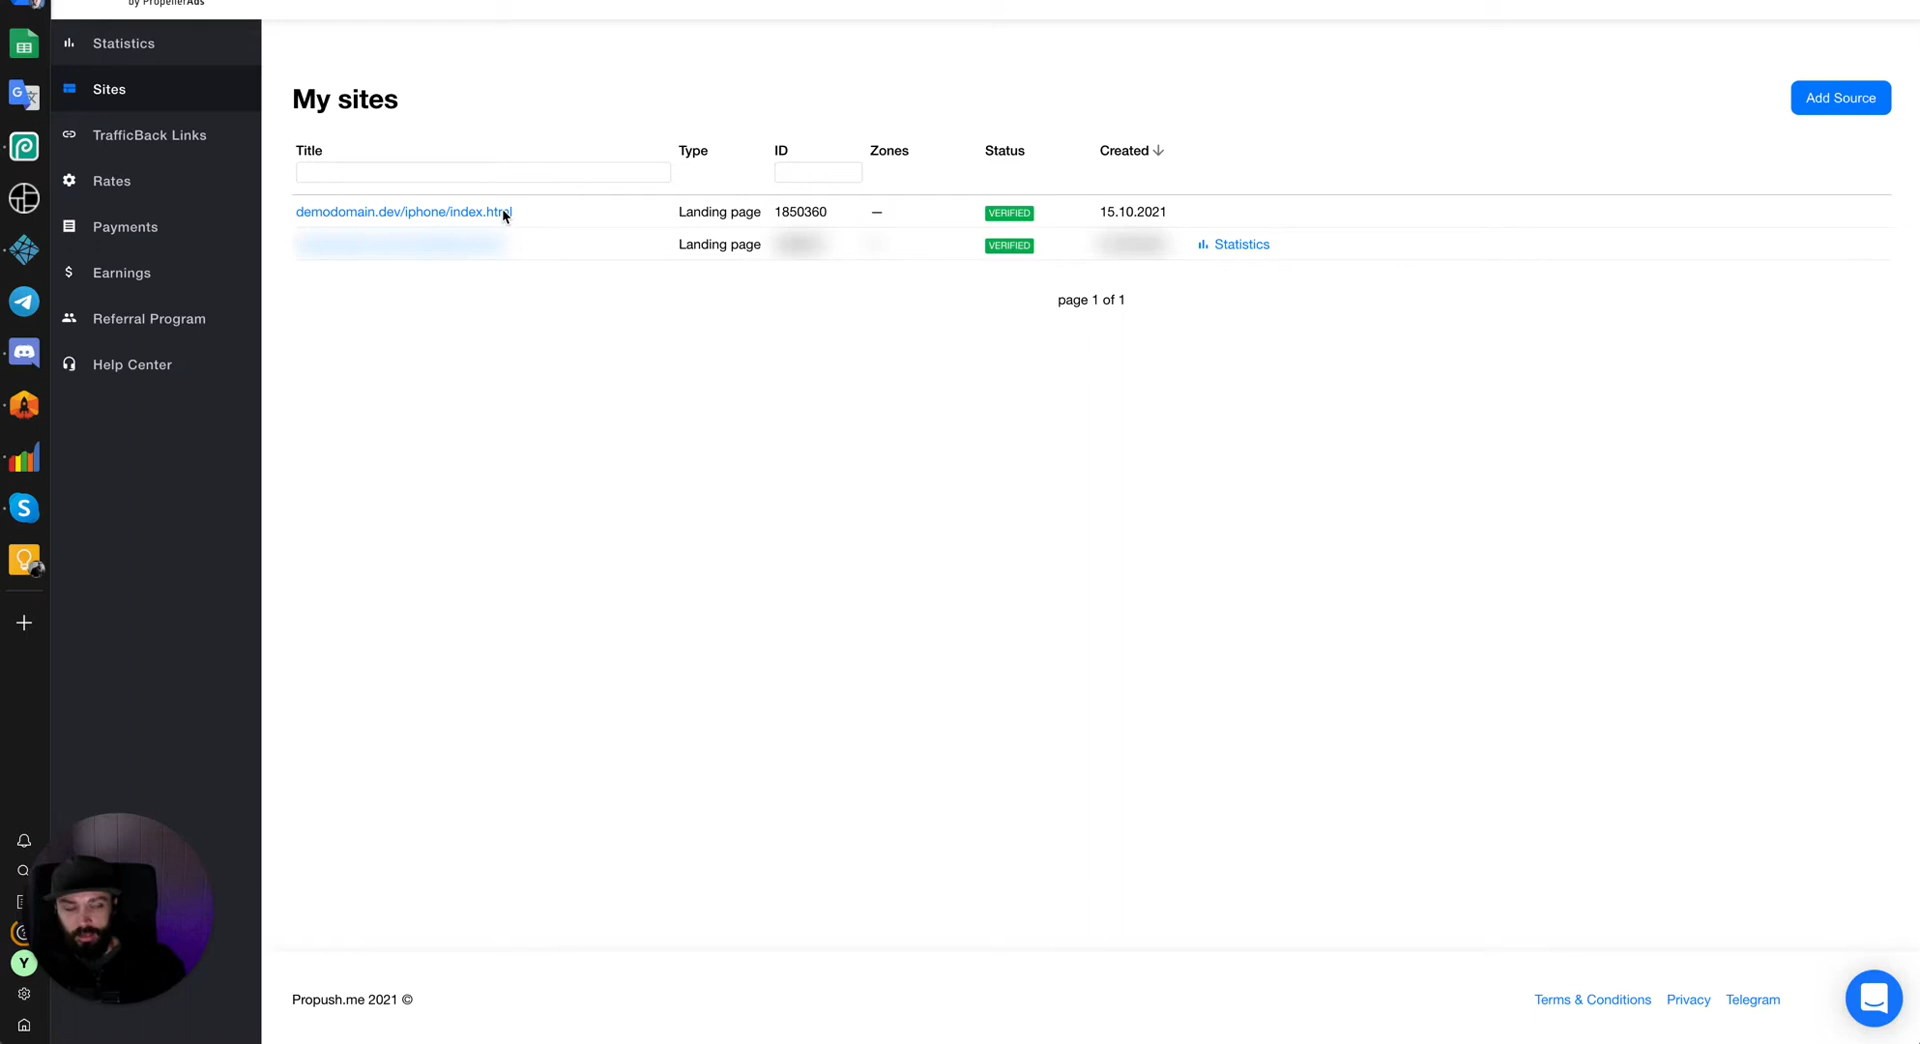 by PropellerAds
Statistics
Sites
TrafficBack Links
Rates
Payments
Earnings
Referral Program
Help Center
My sites
Add Source
Title Type ID Zones Status Created
demodomain.dev/iphone/index.html Landing page 1850360 — VERIFIED 15.10.2021
Landing page VERIFIED Statistics
page 1 of 1
Y
Propush.me 2021 ©
Terms & Conditions Privacy Telegram